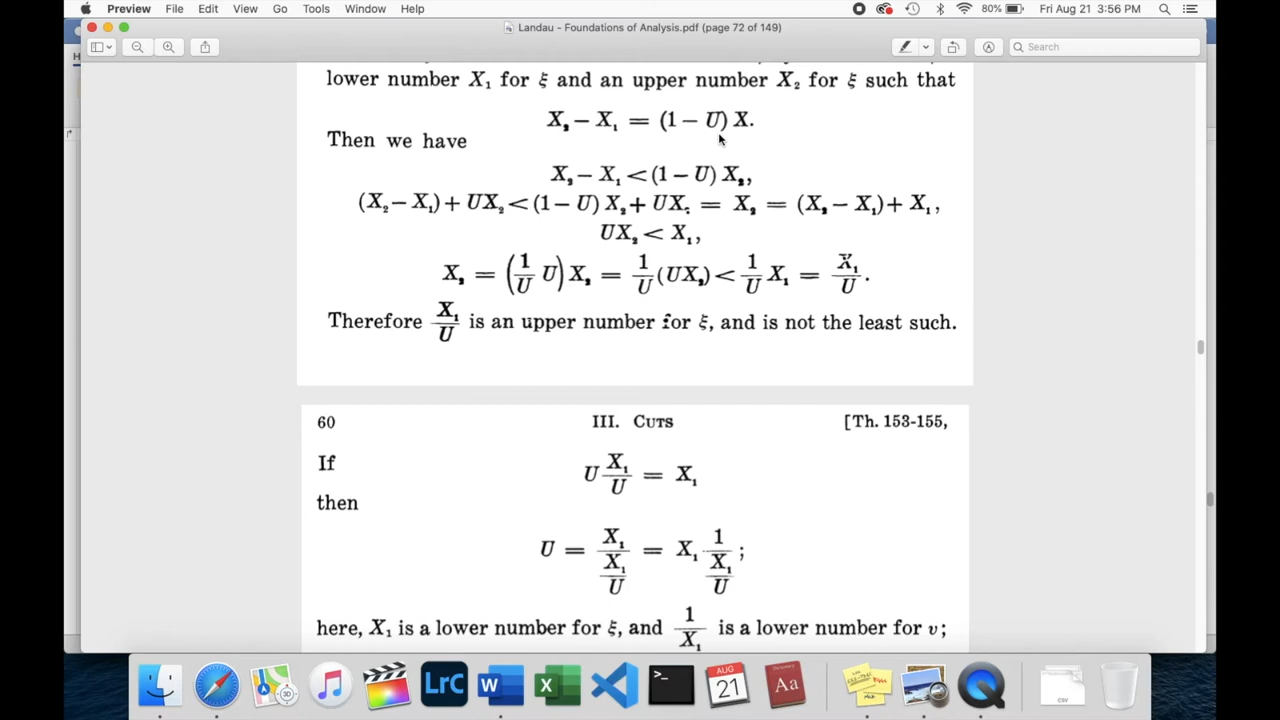 Preview File Edit View Go Tools Window Help 80% Fri Aug 21 3:56 PM
Landau - Foundations of Analysis.pdf (page 72 of 149)
Search
lower number X₁ for ξ and an upper number X₂ for ξ such that
X₂ − X₁ = (1 − U) X.
Then we have
X₂ − X₁ < (1 − U) X₂,
(X₂ − X₁) + UX₂ < (1 − U) X₂ + UX₂ = X₂ = (X₂ − X₁) + X₁,
UX₂ < X₁,
X₂ = (1/U U) X₂ = 1/U (UX₂) < 1/U X₁ = X₁/U.
Therefore X₁/U is an upper number for ξ, and is not the least such.
60 III. CUTS [Th. 153-155,
If
U X₁/U = X₁
then
U = X₁/(X₁/U) = X₁ 1/(X₁/U) ;
here, X₁ is a lower number for ξ, and 1/X₁ is a lower number for υ;
LrC W X >_ AUG 21 Aa CSV